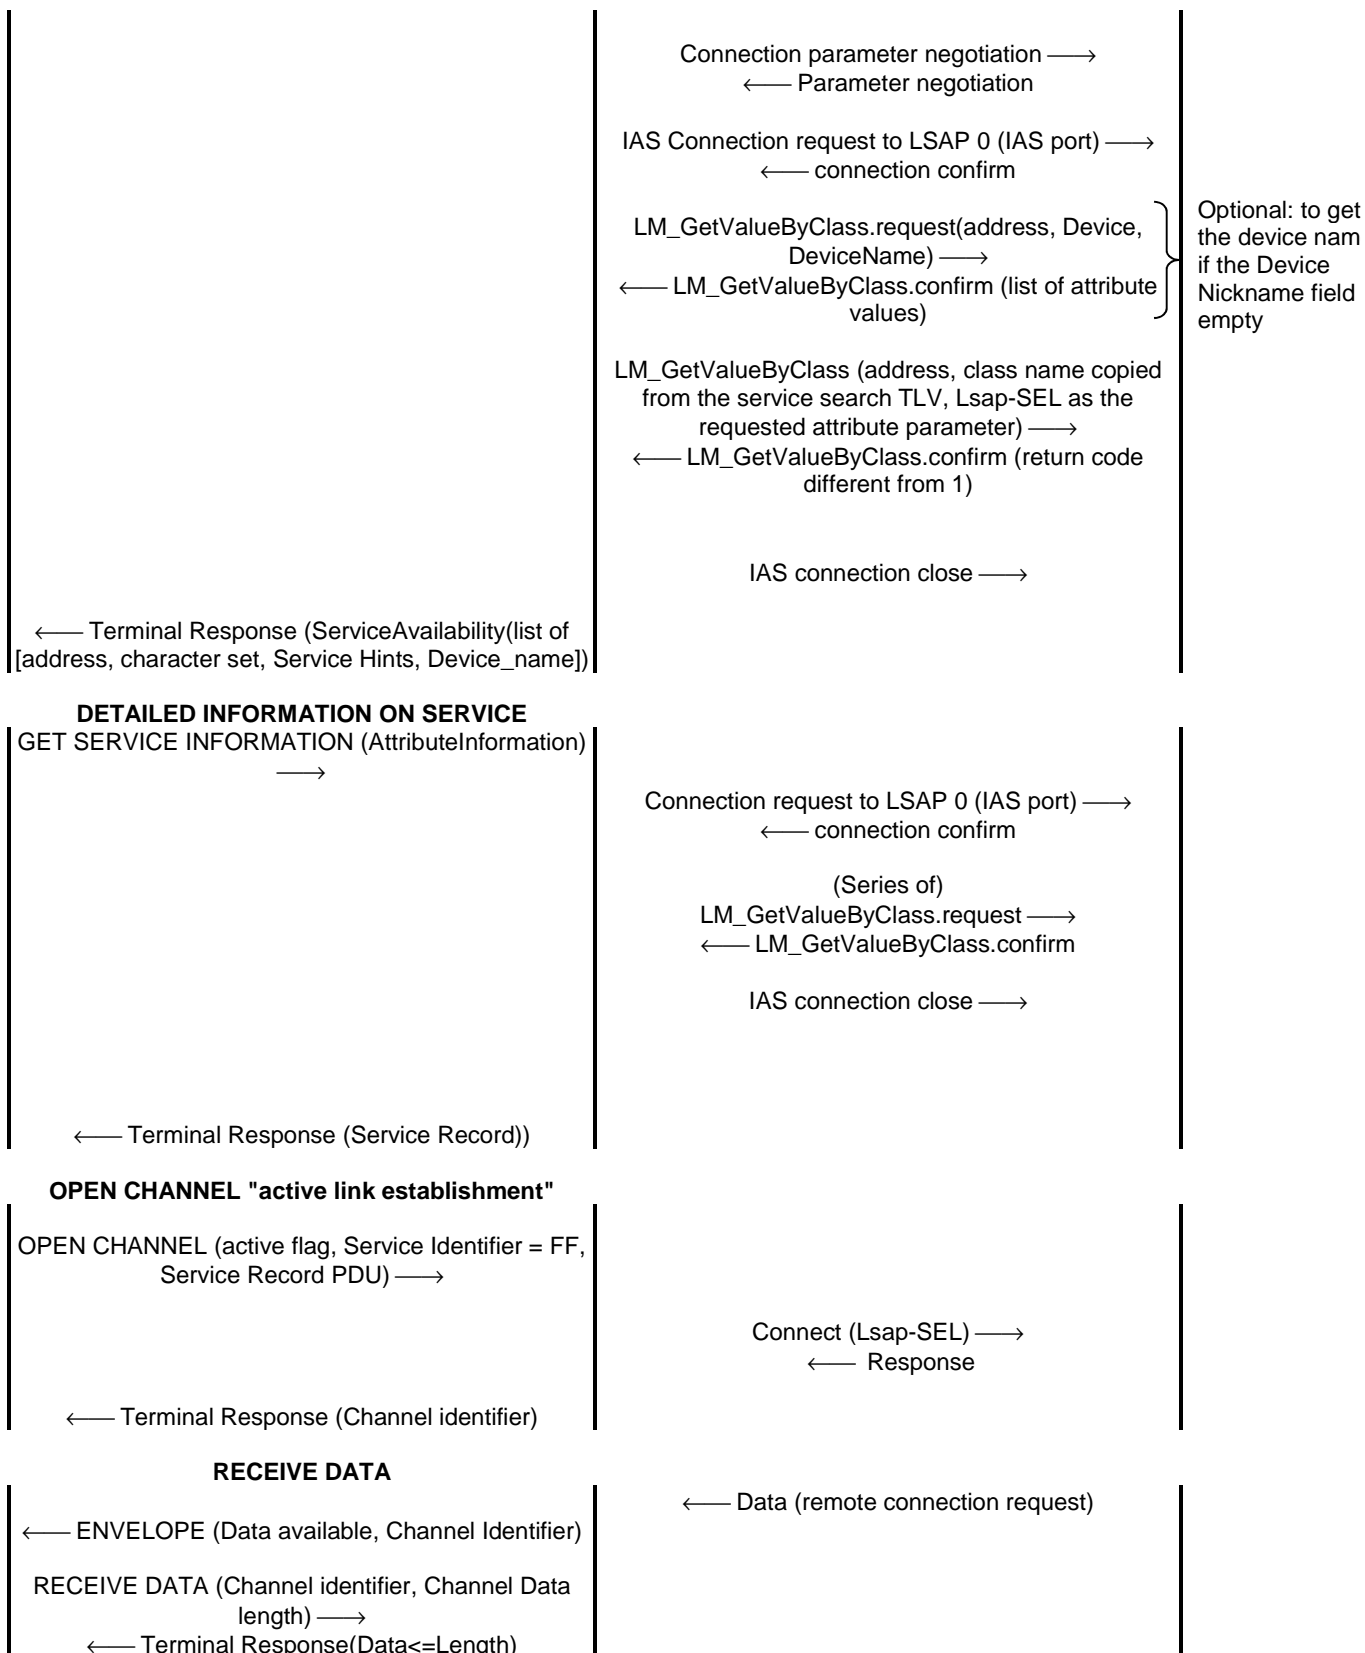 Connection parameter negotiation ⟶
⟵ Parameter negotiation
IAS Connection request to LSAP 0 (IAS port) ⟶
⟵ connection confirm
LM_GetValueByClass.request(address, Device,
DeviceName) ⟶
⟵ LM_GetValueByClass.confirm (list of attribute
values)
Optional: to get
the device nam
if the Device
Nickname field
empty
LM_GetValueByClass (address, class name copied
from the service search TLV, Lsap-SEL as the
requested attribute parameter) ⟶
⟵ LM_GetValueByClass.confirm (return code
different from 1)
IAS connection close ⟶
⟵ Terminal Response (ServiceAvailability(list of
[address, character set, Service Hints, Device_name])
DETAILED INFORMATION ON SERVICE
GET SERVICE INFORMATION (AttributeInformation)
⟶
Connection request to LSAP 0 (IAS port) ⟶
⟵ connection confirm
(Series of)
LM_GetValueByClass.request ⟶
⟵ LM_GetValueByClass.confirm
IAS connection close ⟶
⟵ Terminal Response (Service Record))
OPEN CHANNEL "active link establishment"
OPEN CHANNEL (active flag, Service Identifier = FF,
Service Record PDU) ⟶
Connect (Lsap-SEL) ⟶
⟵ Response
⟵ Terminal Response (Channel identifier)
RECEIVE DATA
⟵ Data (remote connection request)
⟵ ENVELOPE (Data available, Channel Identifier)
RECEIVE DATA (Channel identifier, Channel Data
length) ⟶
⟵ Terminal Response(Data<=Length)